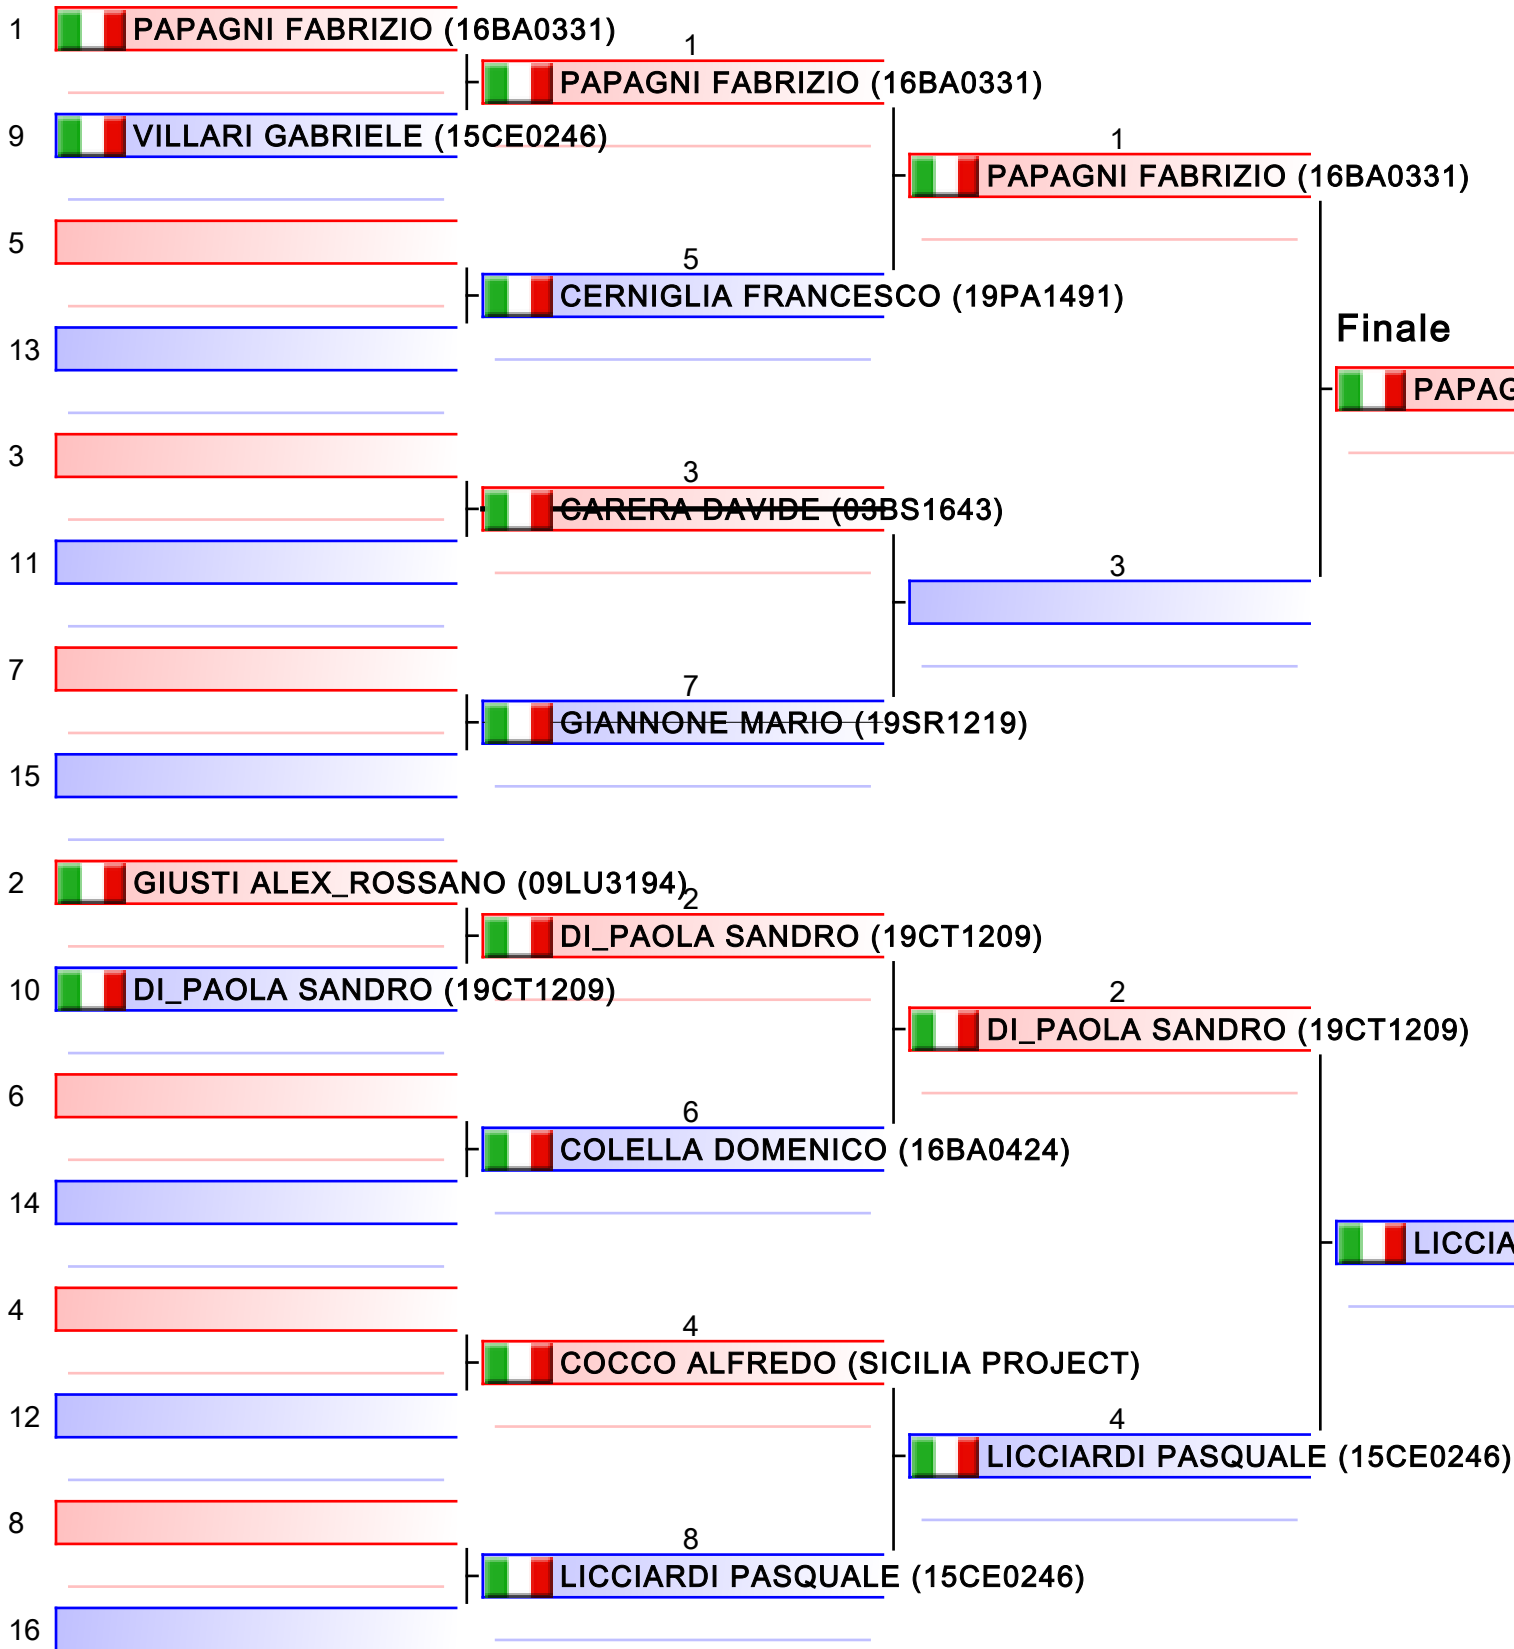 1 PAPAGNI FABRIZIO (16BA0331)
1
PAPAGNI FABRIZIO (16BA0331)
9 VILLARI GABRIELE (15CE0246)
1
PAPAGNI FABRIZIO (16BA0331)
5
5
CERNIGLIA FRANCESCO (19PA1491)
13
Finale
PAPAG
3
3
CARERA DAVIDE (03BS1643)
11
3
7
7
GIANNONE MARIO (19SR1219)
15
2 GIUSTI ALEX_ROSSANO (09LU3194)
2
DI_PAOLA SANDRO (19CT1209)
10 DI_PAOLA SANDRO (19CT1209)
2
DI_PAOLA SANDRO (19CT1209)
6
6
COLELLA DOMENICO (16BA0424)
14
LICCIA
4
4
COCCO ALFREDO (SICILIA PROJECT)
12
4
LICCIARDI PASQUALE (15CE0246)
8
8
LICCIARDI PASQUALE (15CE0246)
16